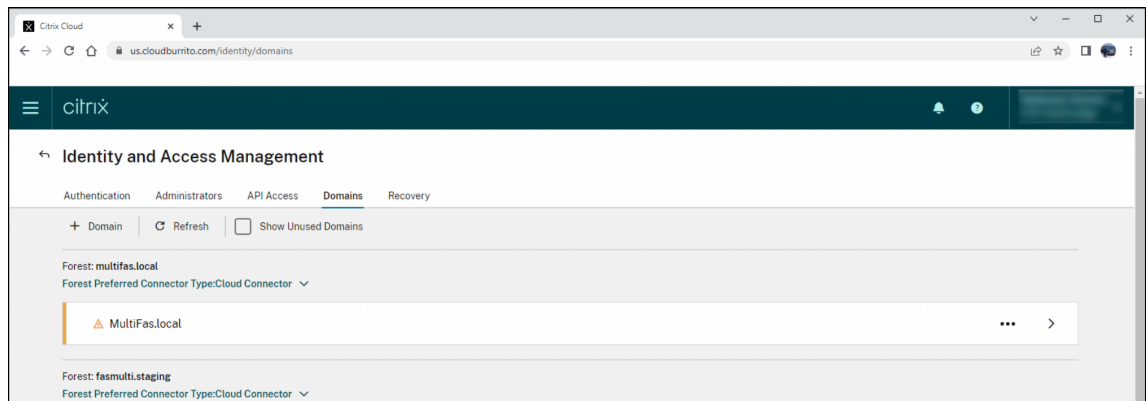 Citrix Cloud
us.cloudburrito.com/identity/domains
citrix
Identity and Access Management
Authentication Administrators API Access Domains Recovery
+ Domain Refresh Show Unused Domains
Forest: multifas.local
Forest Preferred Connector Type:Cloud Connector
MultiFas.local
Forest: fasmulti.staging
Forest Preferred Connector Type:Cloud Connector